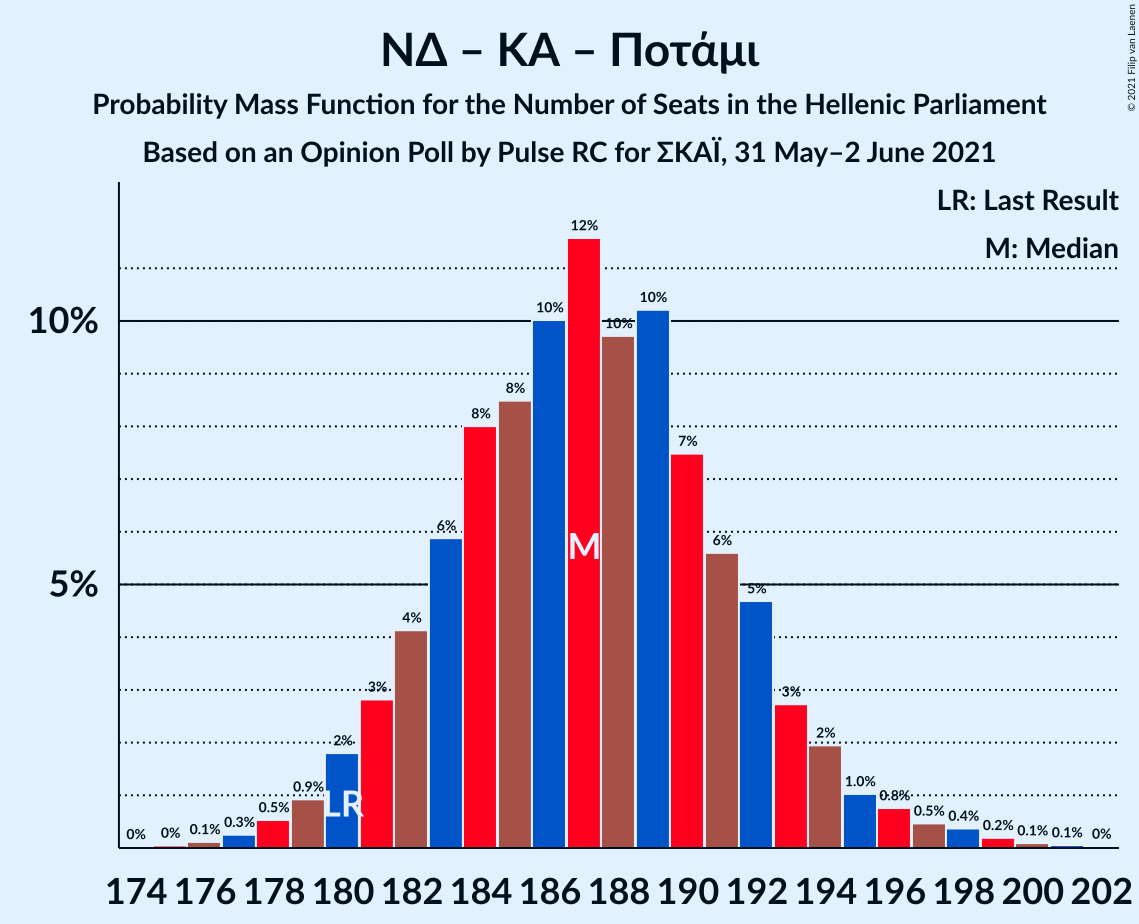 © 2021 Filip van Laenen
ΝΔ – ΚΑ – Ποτάμι
Probability Mass Function for the Number of Seats in the Hellenic Parliament
Based on an Opinion Poll by Pulse RC for ΣΚΑΪ, 31 May–2 June 2021
LR: Last Result
M: Median
10%
5%
0% 0% 0.1% 0.3% 0.5% 0.9% 2% 3% 4% 6% 8% 8% 10% 12% 10% 10% 7% 6% 5% 3% 2% 1.0% 0.8% 0.5% 0.4% 0.2% 0.1% 0.1% 0%
M
LR
174 176 178 180 182 184 186 188 190 192 194 196 198 200 202